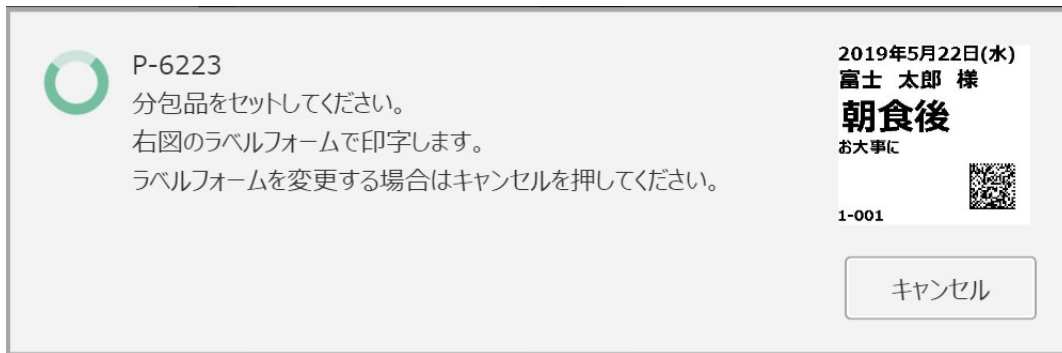 P-6223
分包品をセットしてください。
右図のラベルフォームで印字します。
ラベルフォームを変更する場合はキャンセルを押してください。
2019年5月22日(水)
富士 太郎 様
朝食後
お大事に
1-001
キャンセル